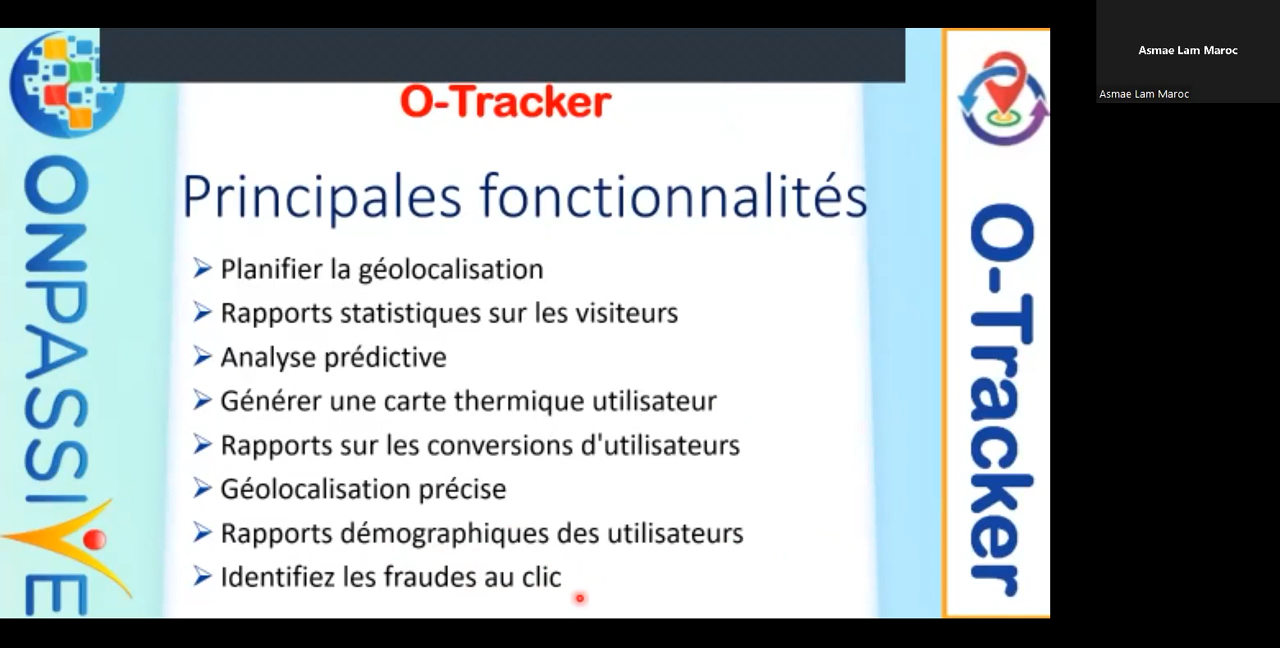 O-Tracker
Principales fonctionnalités
Planifier la géolocalisation
Rapports statistiques sur les visiteurs
Analyse prédictive
Générer une carte thermique utilisateur
Rapports sur les conversions d'utilisateurs
Géolocalisation précise
Rapports démographiques des utilisateurs
Identifiez les fraudes au clic
ONPASSIVE
O-Tracker
Asmae Lam Maroc
Asmae Lam Maroc